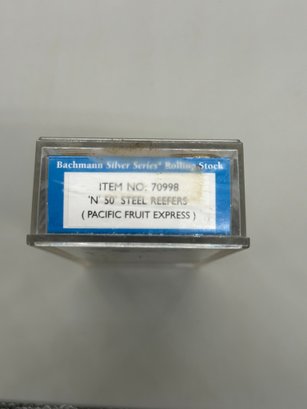 Bachmann Silver Series® Rolling Stock
ITEM NO: 70998
'N' 50' STEEL REEFERS
( PACIFIC FRUIT EXPRESS )